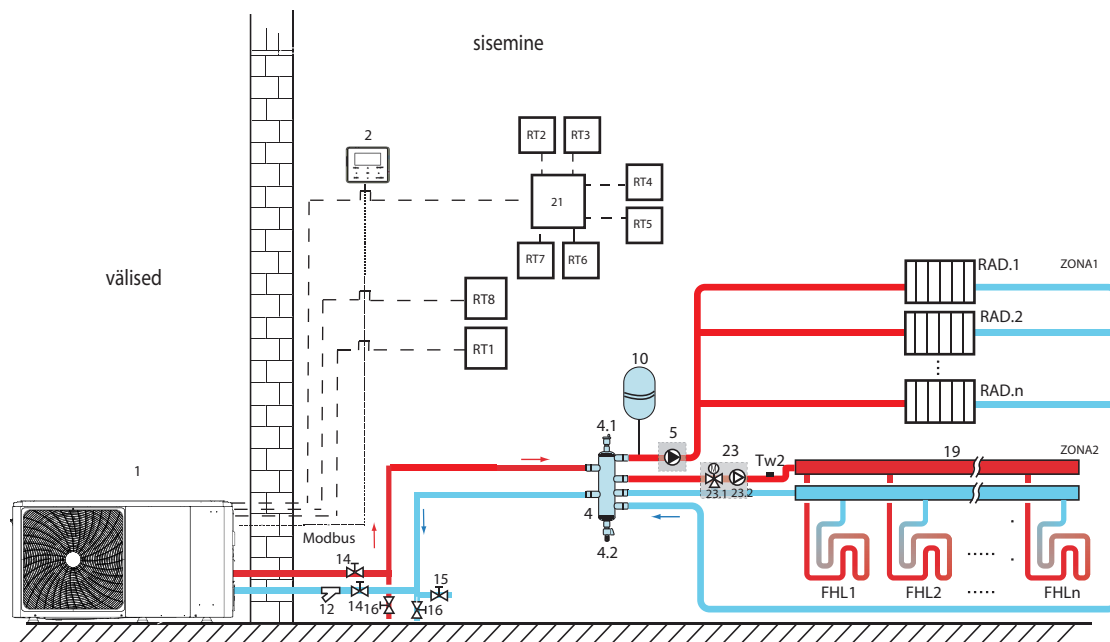 sisemine
2
RT2
RT3
RT4
21
RT5
RT7
RT6
välised
RT8
RT1
RAD.1
ZONA1
RAD.2
RAD.n
10
4.1
5
23
Tw2
19
ZONA2
1
23.1
23.2
4
4.2
Modbus
14
15
12
14
16
16
FHL1
FHL2
FHLn